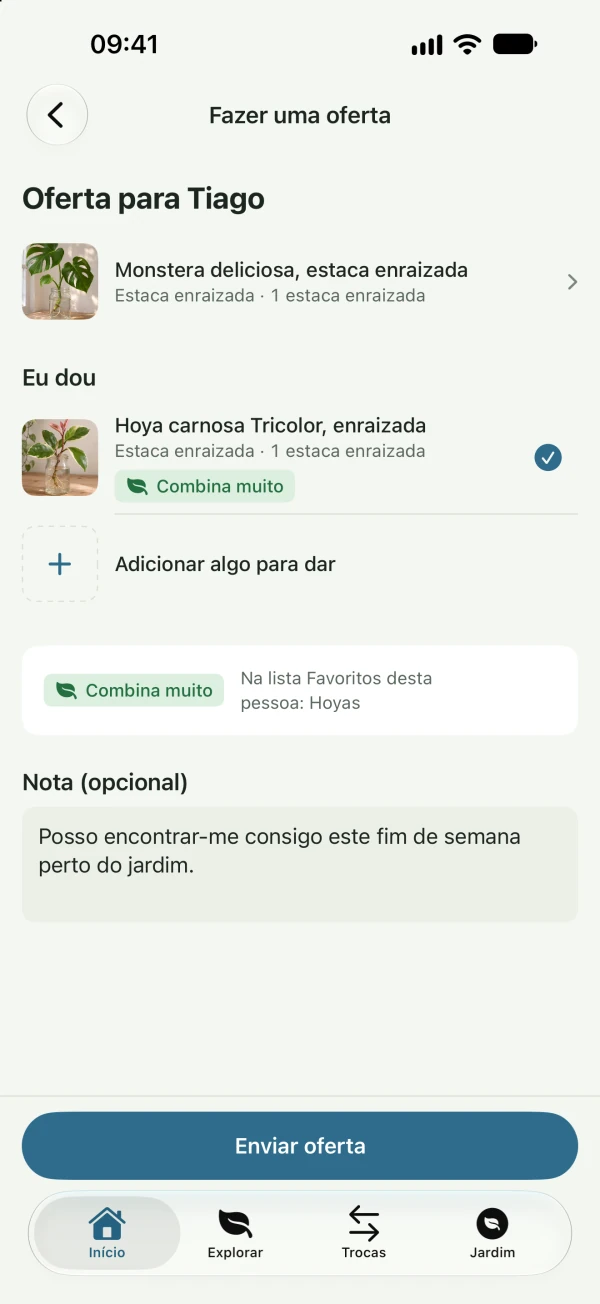 09:41
Fazer uma oferta
Oferta para Tiago
Monstera deliciosa, estaca enraizada
Estaca enraizada · 1 estaca enraizada
Eu dou
Hoya carnosa Tricolor, enraizada
Estaca enraizada · 1 estaca enraizada
Combina muito
Adicionar algo para dar
Combina muito
Na lista Favoritos desta
pessoa: Hoyas
Nota (opcional)
Posso encontrar-me consigo este fim de semana
perto do jardim.
Enviar oferta
Início
Explorar
Trocas
Jardim